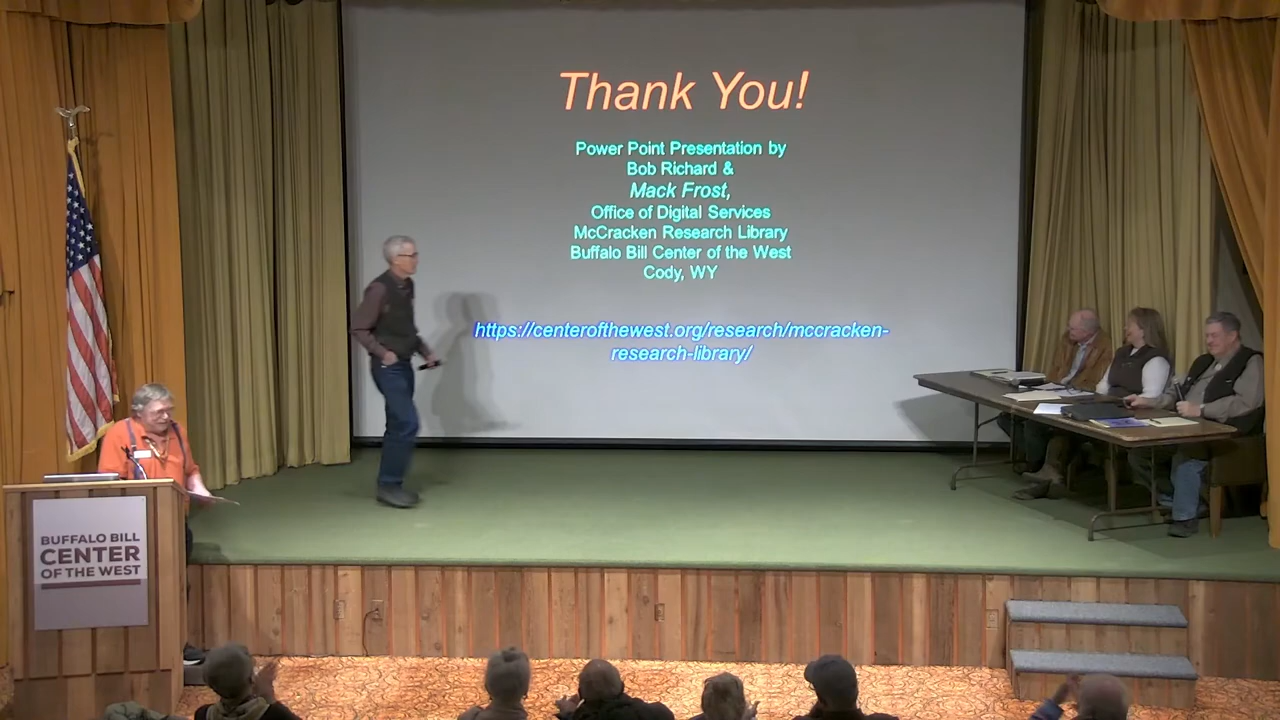 Thank You!
Power Point Presentation by
Bob Richard &
Mack Frost,
Office of Digital Services
McCracken Research Library
Buffalo Bill Center of the West
Cody, WY
https://centerofthewest.org/research/mccracken-
research-library/
BUFFALO BILL
CENTER
OF THE WEST